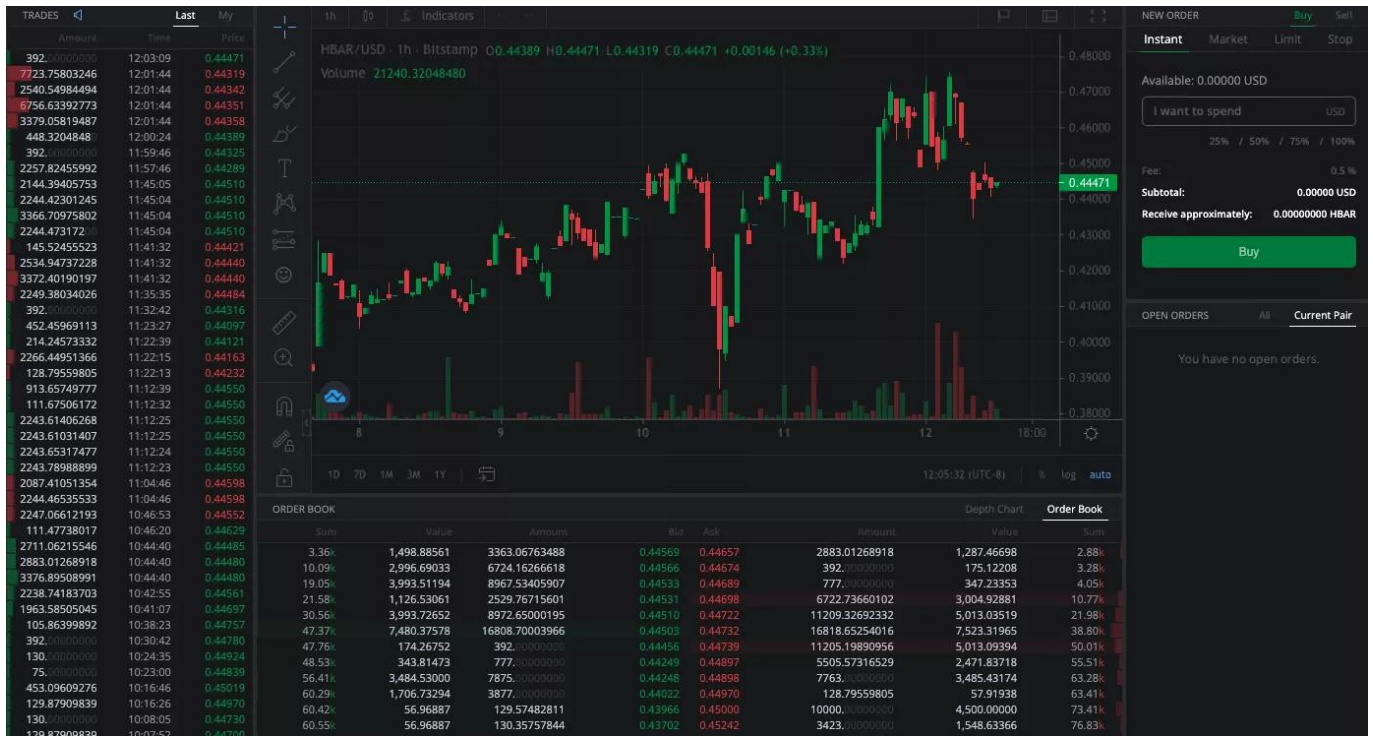 TRADES Last My
Amount Time Price
392.00000000 12:03:09 0.44471
7723.75803246 12:01:44 0.44319
2540.54984494 12:01:44 0.44342
6756.63392773 12:01:44 0.44351
3379.05819487 12:01:44 0.44358
448.32048480 12:00:24 0.44389
392.00000000 11:59:46 0.44325
2257.82455992 11:57:46 0.44289
2144.39405753 11:45:05 0.44510
2244.42301245 11:45:04 0.44510
3366.70975802 11:45:04 0.44510
2244.47317200 11:45:04 0.44510
145.52455523 11:41:32 0.44421
2534.94737228 11:41:32 0.44440
3372.40190197 11:41:32 0.44440
2249.38034026 11:35:35 0.44484
392.00000000 11:32:42 0.44316
452.45969113 11:23:27 0.44097
214.24573332 11:22:39 0.44121
2266.44951366 11:22:15 0.44163
128.79559805 11:22:13 0.44232
913.65749777 11:12:39 0.44550
111.67506172 11:12:32 0.44550
2243.61406268 11:12:25 0.44550
2243.61031407 11:12:25 0.44550
2243.65317477 11:12:24 0.44550
2243.78988899 11:12:23 0.44550
2087.41051354 11:04:46 0.44598
2244.46535533 11:04:46 0.44598
2247.06612193 10:46:53 0.44552
111.47738017 10:46:20 0.44629
2711.06215546 10:44:40 0.44485
2883.01268918 10:44:40 0.44480
3376.89508991 10:44:40 0.44480
2238.74183703 10:42:55 0.44561
1963.58505045 10:41:07 0.44697
105.86399892 10:38:23 0.44757
392.00000000 10:30:42 0.44780
130.00000000 10:24:35 0.44924
75.00000000 10:23:00 0.44839
453.09609276 10:16:46 0.45019
129.87909839 10:16:26 0.44970
130.00000000 10:08:05 0.44730
129.87909839 10:07:52 0.44700
1h Indicators
HBAR/USD · 1h · Bitstamp O0.44389 H0.44471 L0.44319 C0.44471 +0.00146 (+0.33%)
Volume 21240.32048480
0.48000
0.47000
0.46000
0.45000
0.44471
0.44000
0.43000
0.42000
0.41000
0.40000
0.39000
0.38000
8 9 10 11 12 18:00
1D 7D 1M 3M 1Y 12:05:32 (UTC-8) % log auto
ORDER BOOK Depth Chart Order Book
Sum Value Amount Bid Ask Amount Value Sum
3.36k 1,498.88561 3363.06763488 0.44569 0.44657 2883.01268918 1,287.46698 2.88k
10.09k 2,996.69033 6724.16266618 0.44566 0.44674 392.00000000 175.12208 3.28k
19.05k 3,993.51194 8967.53405907 0.44533 0.44689 777.00000000 347.23353 4.05k
21.58k 1,126.53061 2529.76715601 0.44531 0.44698 6722.73660102 3,004.92881 10.77k
30.56k 3,993.72652 8972.65000195 0.44510 0.44722 11209.32692332 5,013.03519 21.98k
47.37k 7,480.37578 16808.70003966 0.44503 0.44732 16818.65254016 7,523.31965 38.80k
47.76k 174.26752 392.00000000 0.44456 0.44739 11205.19890956 5,013.09394 50.01k
48.53k 343.81473 777.00000000 0.44249 0.44897 5505.57316529 2,471.83718 55.51k
56.41k 3,484.53000 7875.00000000 0.44248 0.44898 7763.00000000 3,485.43174 63.28k
60.29k 1,706.73294 3877.00000000 0.44022 0.44970 128.79559805 57.91938 63.41k
60.42k 56.96887 129.57482811 0.43966 0.45000 10000.00000000 4,500.00000 73.41k
60.55k 56.96887 130.35757844 0.43702 0.45242 3423.00000000 1,548.63366 76.83k
NEW ORDER Buy Sell
Instant Market Limit Stop
Available: 0.00000 USD
I want to spend USD
25% / 50% / 75% / 100%
Fee: 0.5 %
Subtotal: 0.00000 USD
Receive approximately: 0.00000000 HBAR
Buy
OPEN ORDERS All Current Pair
You have no open orders.